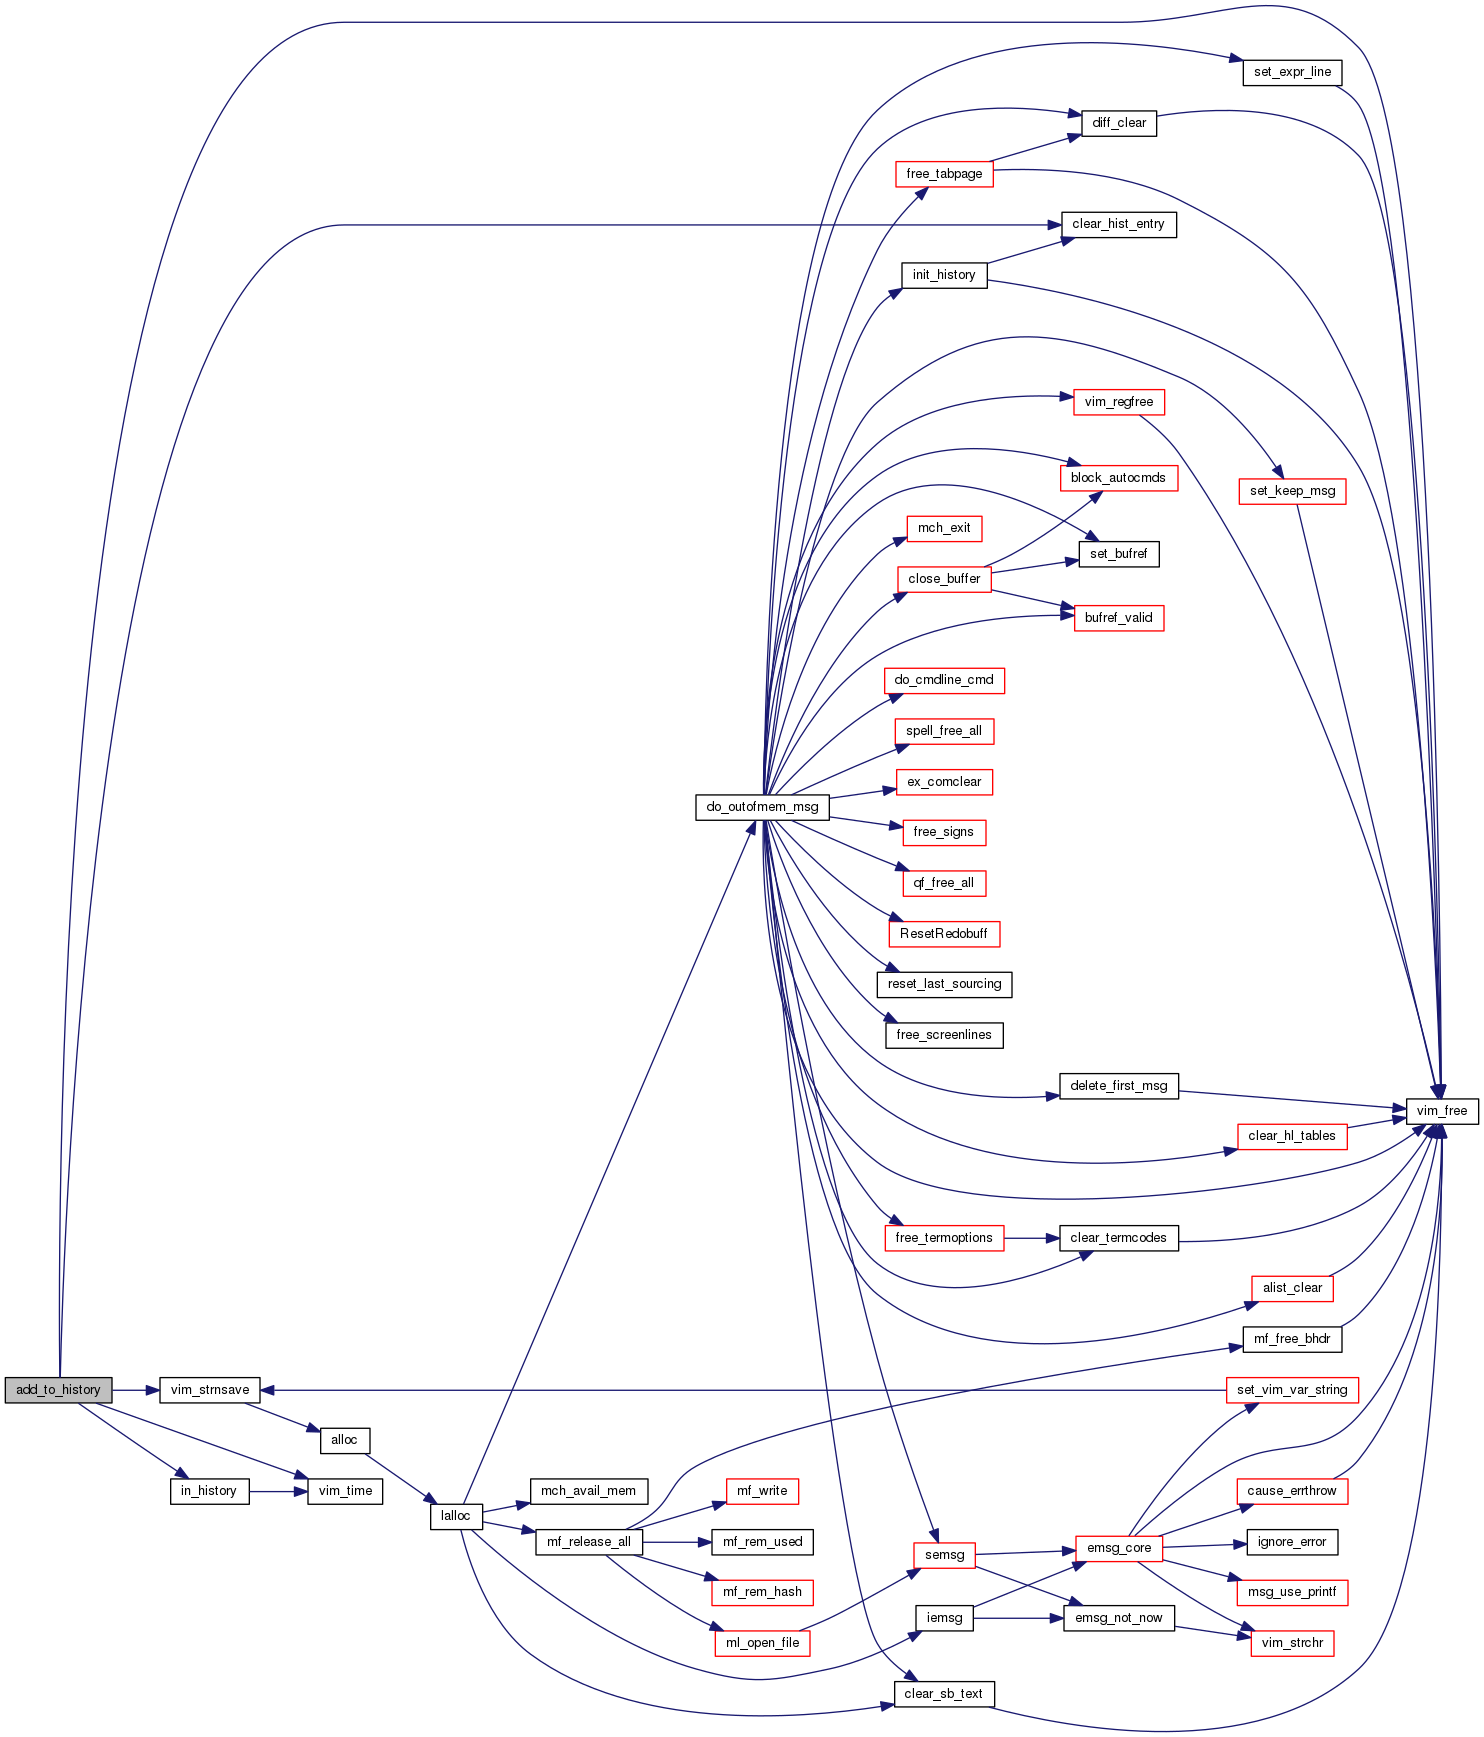 set_expr_line
diff_clear
free_tabpage
clear_hist_entry
init_history
vim_regfree
block_autocmds
set_keep_msg
mch_exit
set_bufref
close_buffer
bufref_valid
do_cmdline_cmd
spell_free_all
ex_comclear
do_outofmem_msg
free_signs
qf_free_all
ResetRedobuff
reset_last_sourcing
free_screenlines
delete_first_msg
vim_free
clear_hl_tables
free_termoptions
clear_termcodes
alist_clear
mf_free_bhdr
add_to_history
vim_strnsave
set_vim_var_string
alloc
in_history
vim_time
mch_avail_mem
mf_write
cause_errthrow
lalloc
mf_release_all
mf_rem_used
ignore_error
semsg
emsg_core
mf_rem_hash
msg_use_printf
iemsg
emsg_not_now
ml_open_file
vim_strchr
clear_sb_text